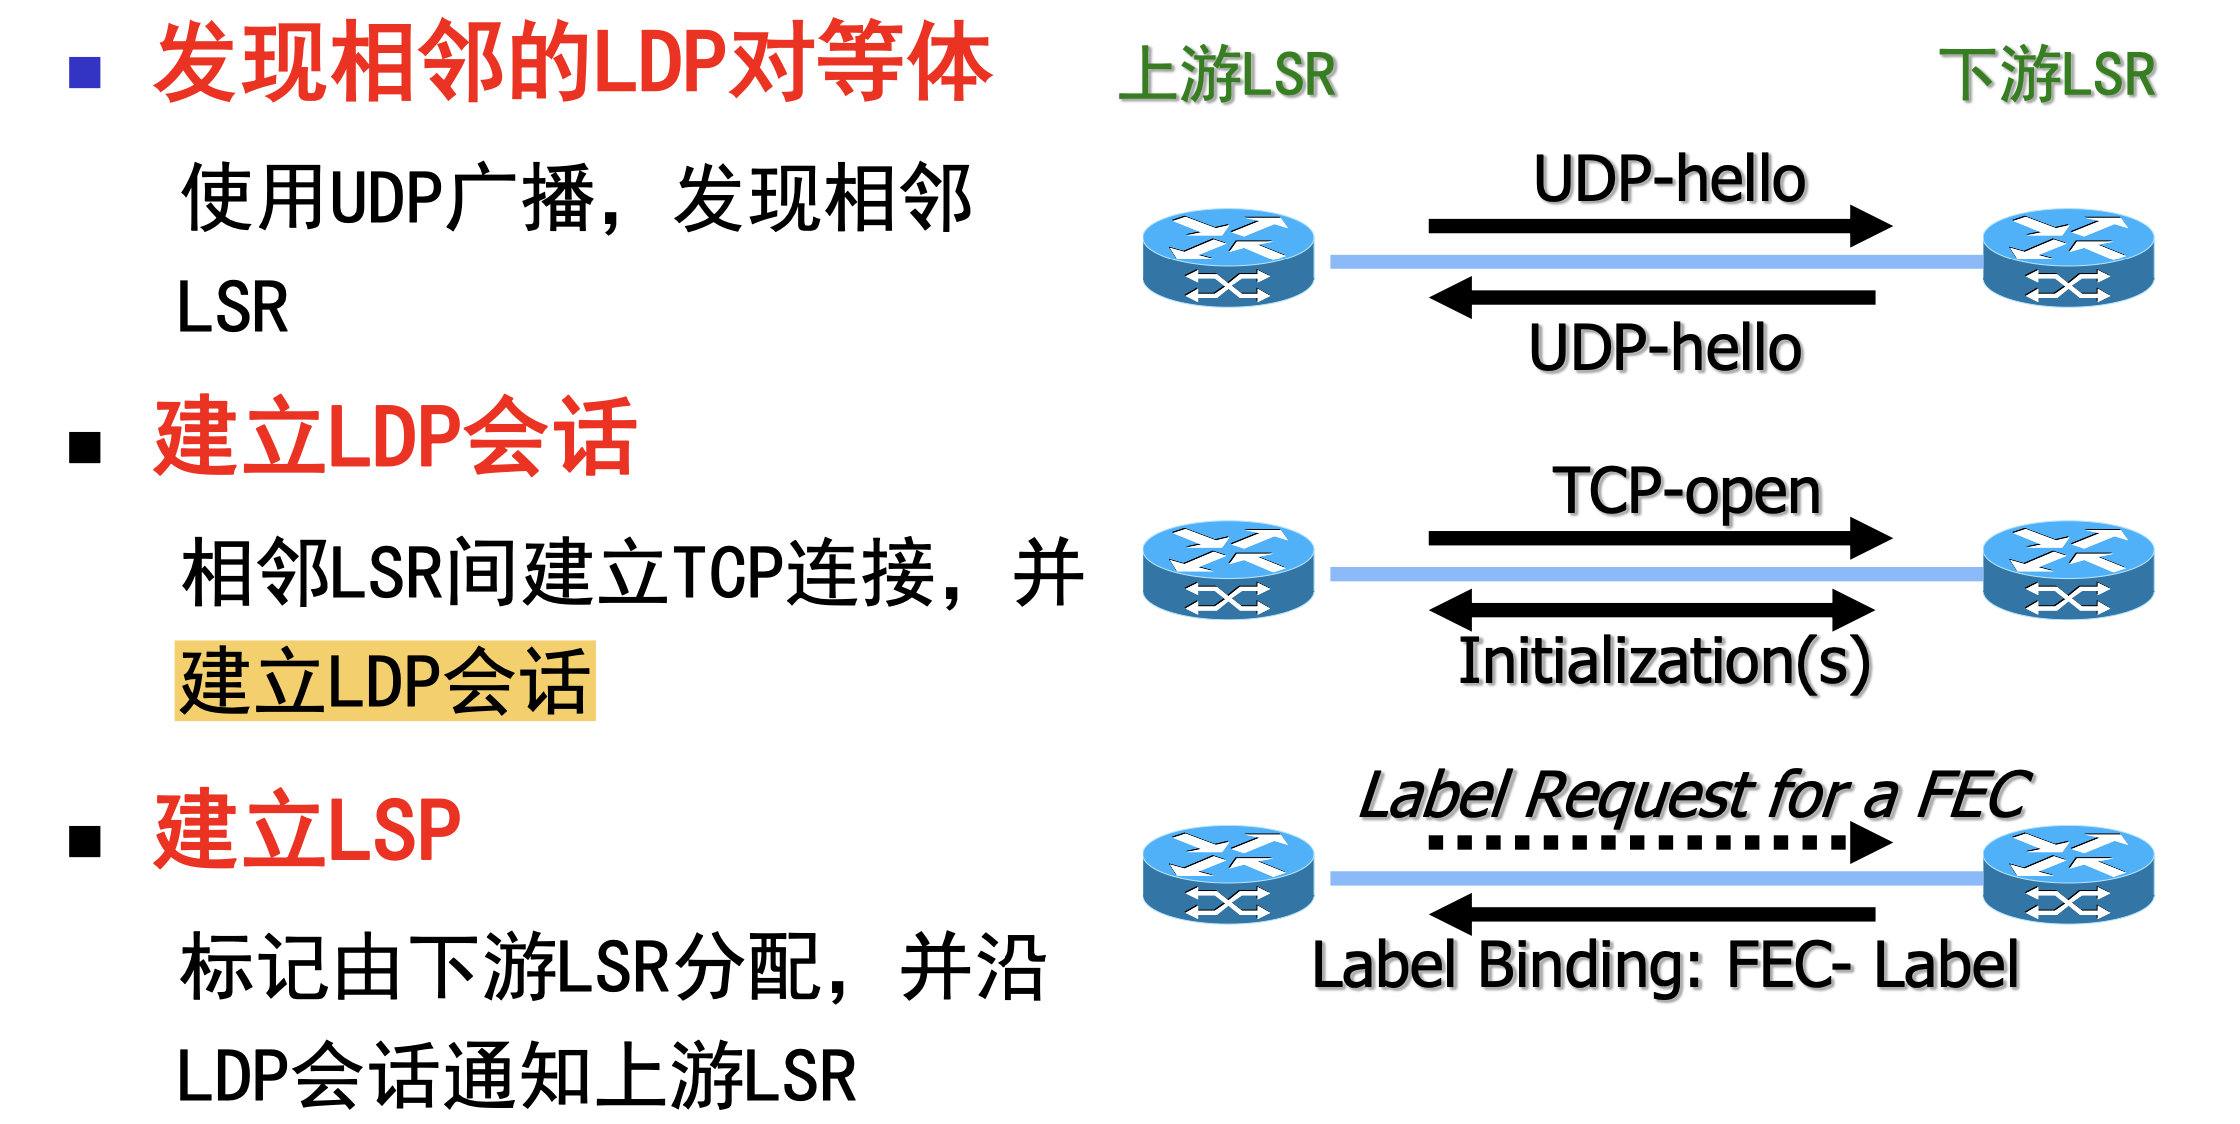 发现相邻的LDP对等体
使用UDP广播，发现相邻
LSR
建立LDP会话
相邻LSR间建立TCP连接，并
建立LDP会话
建立LSP
标记由下游LSR分配，并沿
LDP会话通知上游LSR
上游LSR
下游LSR
UDP-hello
UDP-hello
TCP-open
Initialization(s)
Label Request for a FEC
Label Binding: FEC- Label